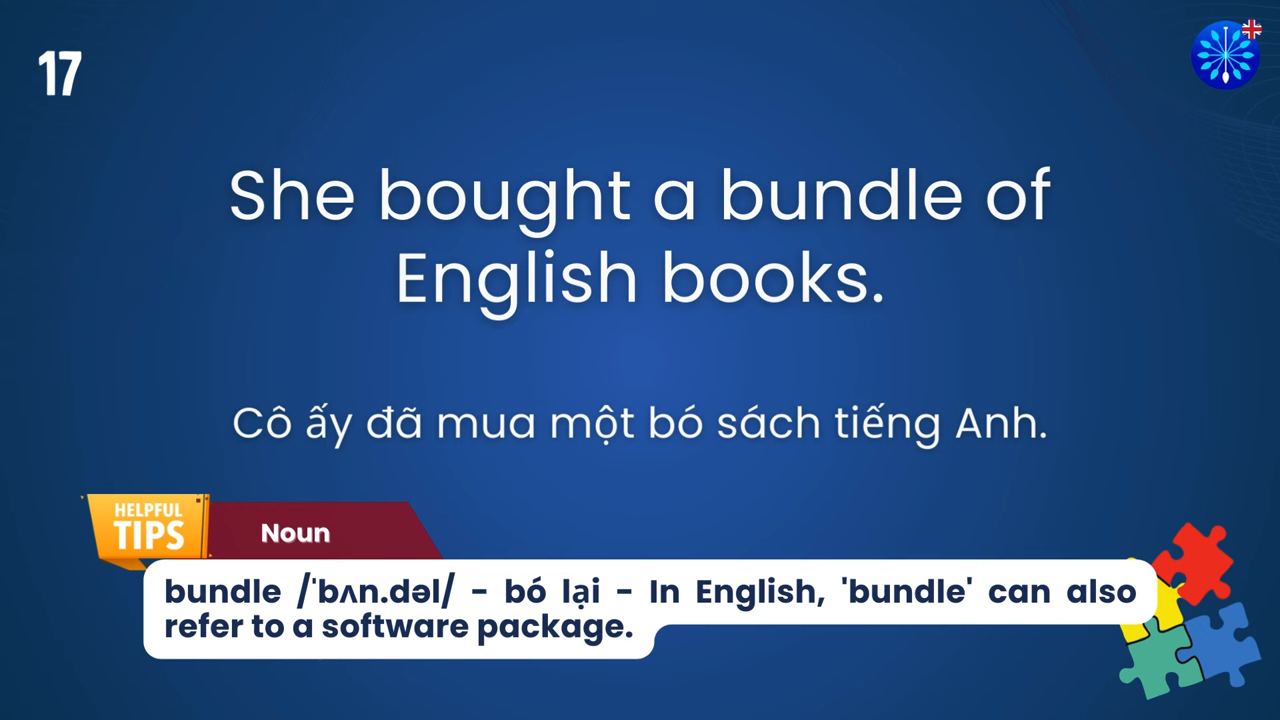 17
She bought a bundle of
English books.
Cô ấy đã mua một bó sách tiếng Anh.
HELPFUL
TIPS
Noun
bundle /ˈbʌn.dəl/ - bó lại - In English, 'bundle' can also
refer to a software package.